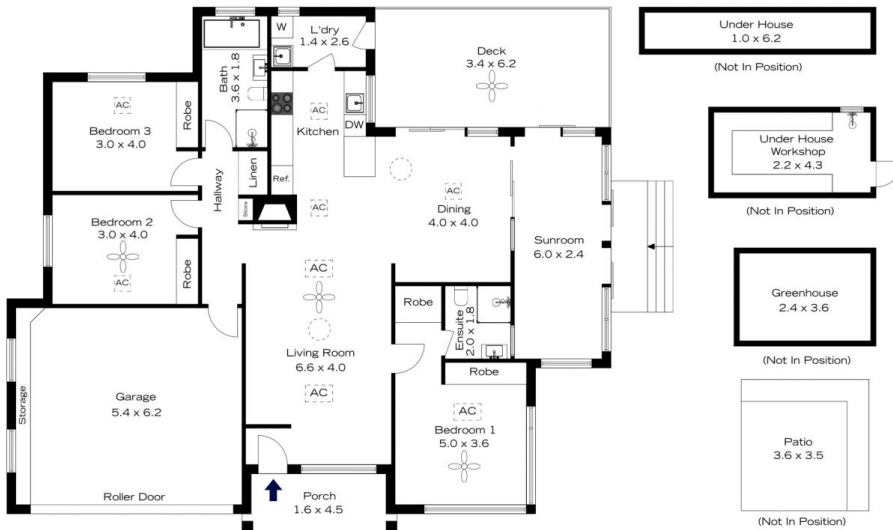 W
L'dry
1.4 x 2.6
Deck
3.4 x 6.2
Under House
1.0 x 6.2
(Not In Position)
Bath
3.6 x 1.8
AC
Bedroom 3
3.0 x 4.0
Robe
AC
Kitchen
DW
Under House
Workshop
2.2 x 4.3
(Not In Position)
Hallway
Linen
Ref.
Store
AC
AC
Dining
4.0 x 4.0
Bedroom 2
3.0 x 4.0
AC
Robe
Sunroom
6.0 x 2.4
AC
Robe
Ensuite
2.0 x 1.8
Greenhouse
2.4 x 3.6
(Not In Position)
Living Room
6.6 x 4.0
AC
Robe
Storage
Garage
5.4 x 6.2
AC
Bedroom 1
5.0 x 3.6
Patio
3.6 x 3.5
(Not In Position)
Roller Door
Porch
1.6 x 4.5